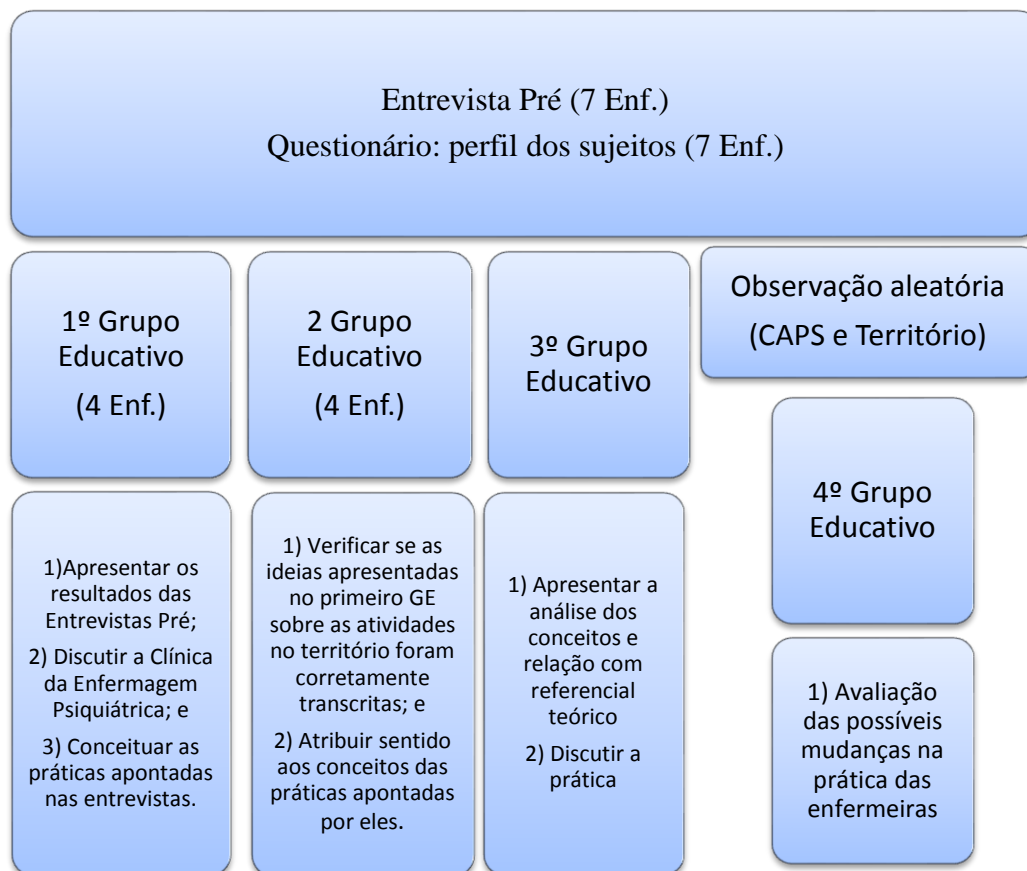 Entrevista Pré (7 Enf.)
Questionário: perfil dos sujeitos (7 Enf.)
1º Grupo
Educativo
(4 Enf.)
2 Grupo
Educativo
(4 Enf.)
3º Grupo
Educativo
Observação aleatória
(CAPS e Território)
4º Grupo
Educativo
1)Apresentar os
resultados das
Entrevistas Pré;
2) Discutir a Clínica
da Enfermagem
Psiquiátrica; e
3) Conceituar as
práticas apontadas
nas entrevistas.
1) Verificar se as
ideias apresentadas
no primeiro GE
sobre as atividades
no território foram
corretamente
transcritas; e
2) Atribuir sentido
aos conceitos das
práticas apontadas
por eles.
1) Apresentar a
análise dos
conceitos e
relação com
referencial
teórico
2) Discutir a
prática
1) Avaliação
das possíveis
mudanças na
prática das
enfermeiras